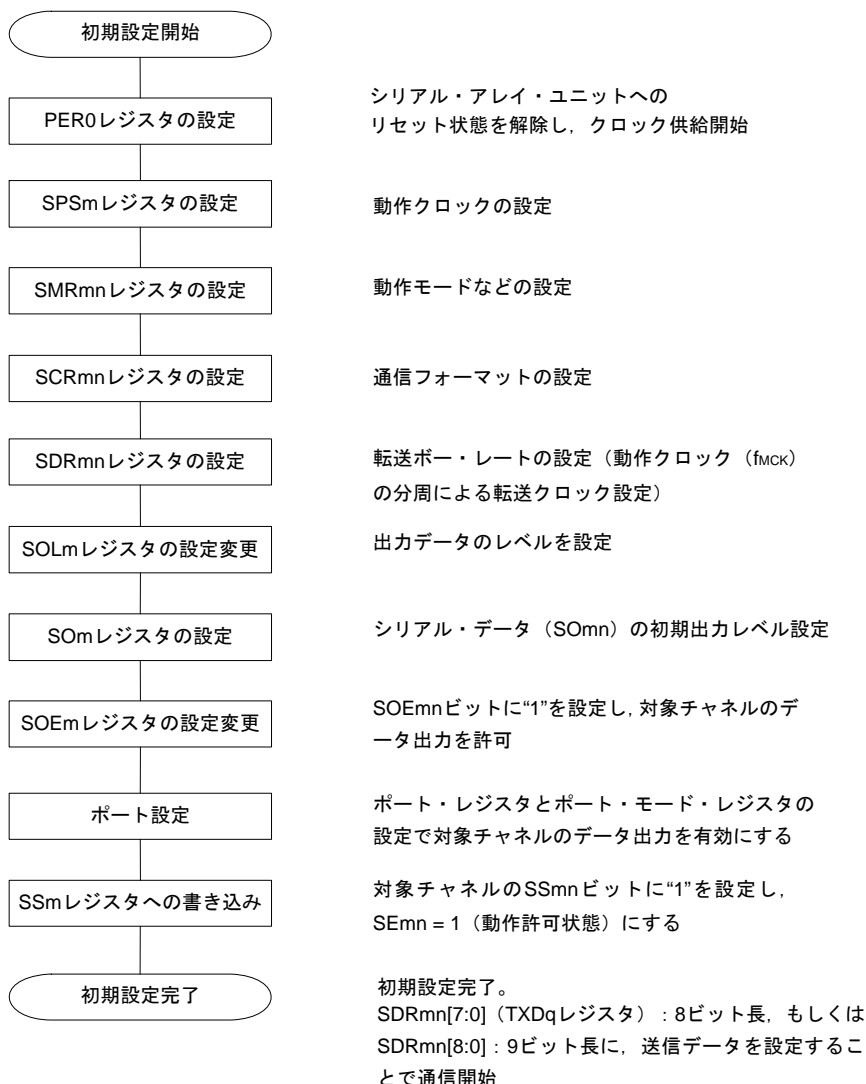 初期設定開始
PER0レジスタの設定
シリアル・アレイ・ユニットへの
リセット状態を解除し，クロック供給開始
SPSmレジスタの設定
動作クロックの設定
SMRmnレジスタの設定
動作モードなどの設定
SCRmnレジスタの設定
通信フォーマットの設定
SDRmnレジスタの設定
転送ボー・レートの設定（動作クロック（fMCK）
の分周による転送クロック設定）
SOLmレジスタの設定変更
出力データのレベルを設定
SOmレジスタの設定
シリアル・データ（SOmn）の初期出力レベル設定
SOEmレジスタの設定変更
SOEmnビットに“1”を設定し，対象チャネルのデ
ータ出力を許可
ポート設定
ポート・レジスタとポート・モード・レジスタの
設定で対象チャネルのデータ出力を有効にする
SSmレジスタへの書き込み
対象チャネルのSSmnビットに“1”を設定し，
SEmn = 1（動作許可状態）にする
初期設定完了
初期設定完了。
SDRmn[7:0]（TXDqレジスタ）：8ビット長，もしくは
SDRmn[8:0]：9ビット長に，送信データを設定するこ
とで通信開始